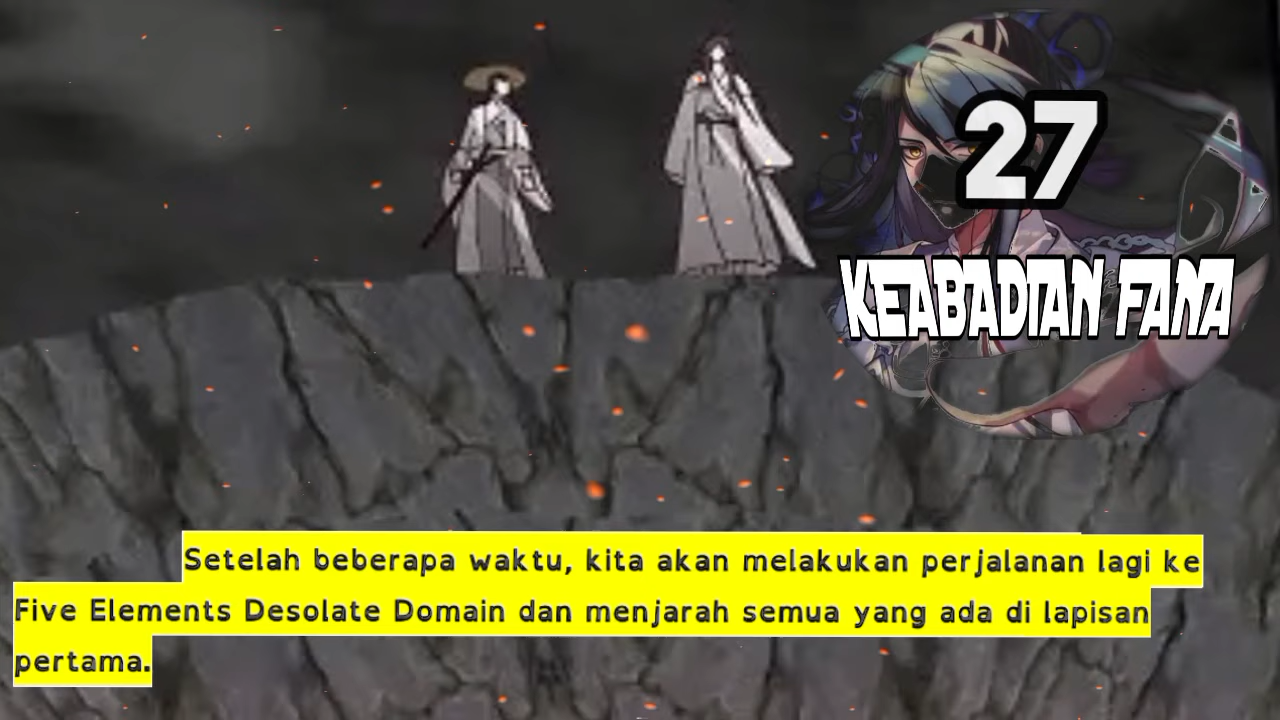 27
KEABADIAN FANA
Setelah beberapa waktu, kita akan melakukan perjalanan lagi ke
Five Elements Desolate Domain dan menjarah semua yang ada di lapisan
pertama.